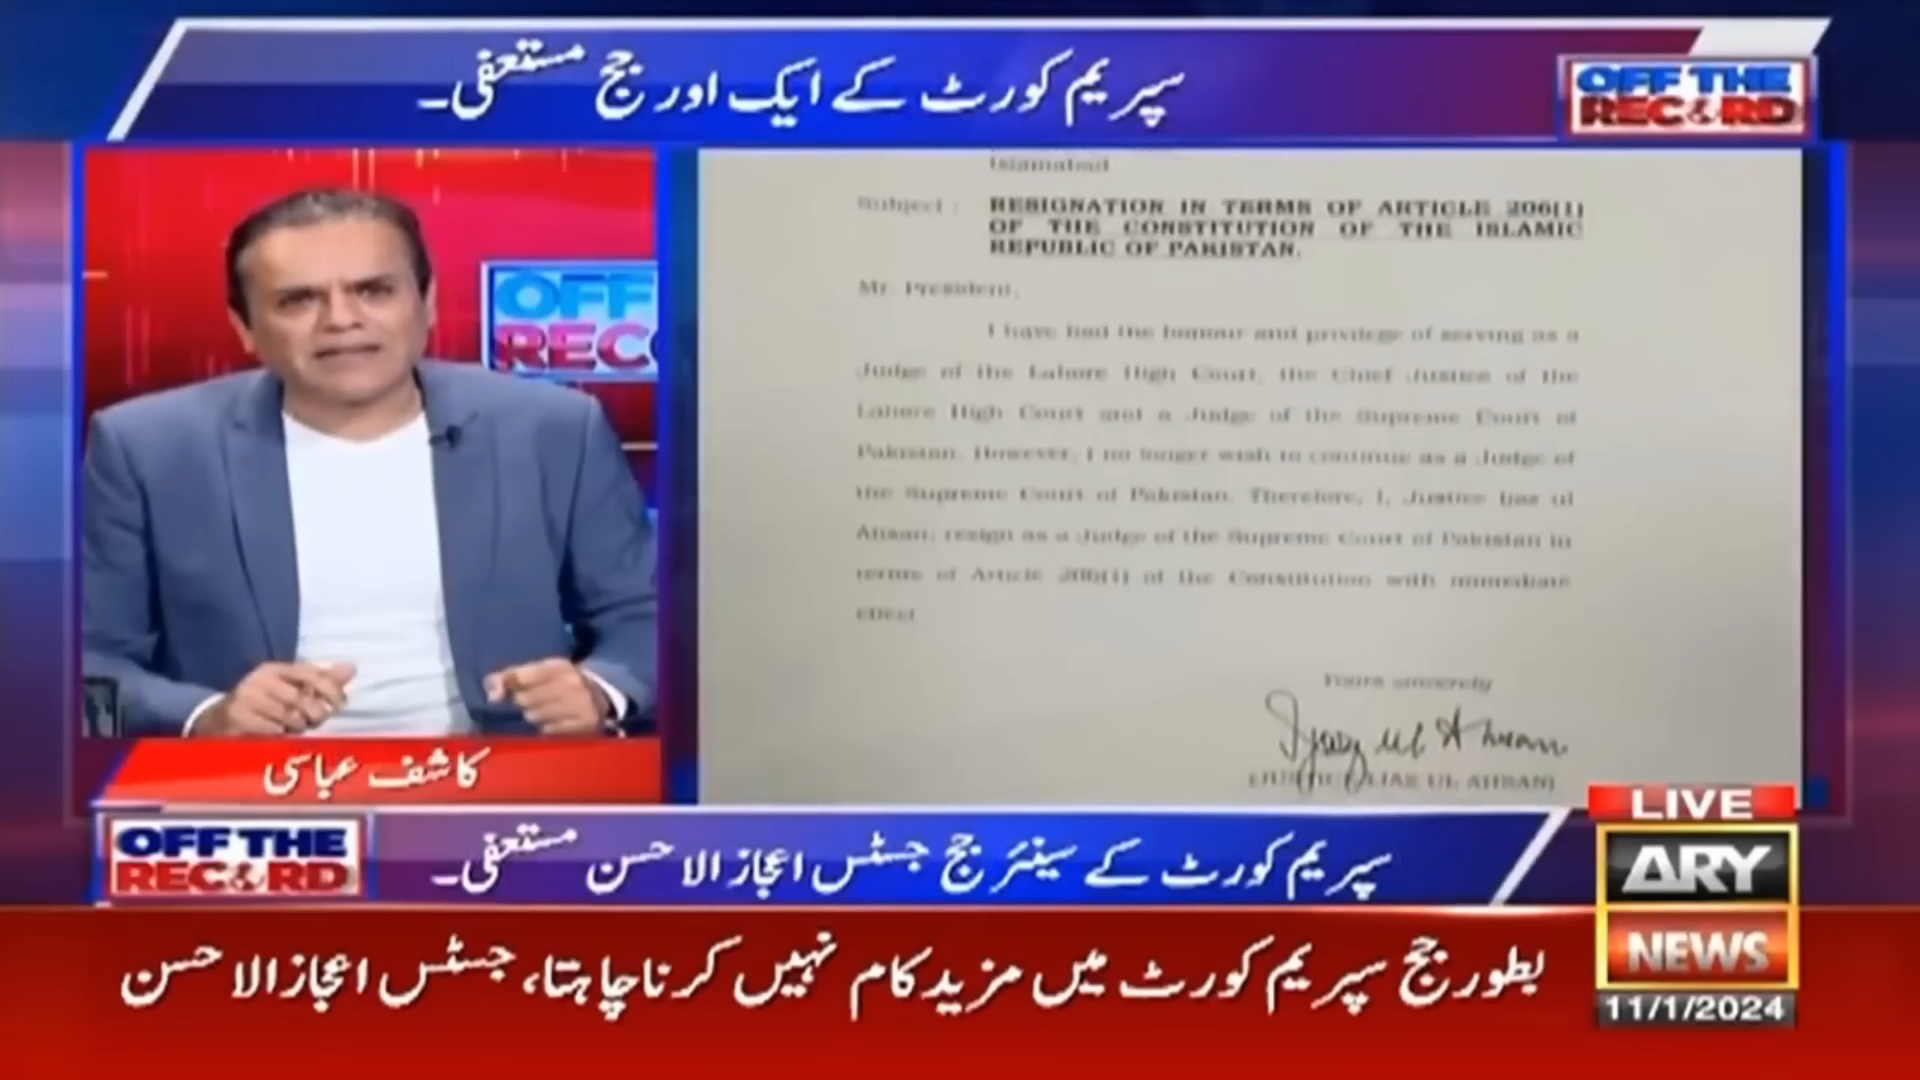 سپریم کورٹ کے ایک اور جج مستعفی۔
OFF THE
RECORD
Islamabad
Subject : RESIGNATION IN TERMS OF ARTICLE 206(1)
OF THE CONSTITUTION OF THE ISLAMIC
REPUBLIC OF PAKISTAN.
Mr. President,
I have had the honour and privilege of serving as a
Judge of the Lahore High Court, the Chief Justice of the
Lahore High Court and a Judge of the Supreme Court of
Pakistan. However, I no longer wish to continue as a Judge of
the Supreme Court of Pakistan. Therefore, I, Justice Ijaz ul
Ahsan, resign as a Judge of the Supreme Court of Pakistan in
terms of Article 206(1) of the Constitution with immediate
effect
Yours sincerely
Ijaz ul Ahsan
IJAZ UL AHSAN
OFF
REC
کاشف عباسی
OFF THE
RECORD
سپریم کورٹ کے سینئر جج جسٹس اعجاز الاحسن مستعفی۔
بطور جج سپریم کورٹ میں مزید کام نہیں کرنا چاہتا، جسٹس اعجاز الاحسن
LIVE
ARY
NEWS
11/1/2024